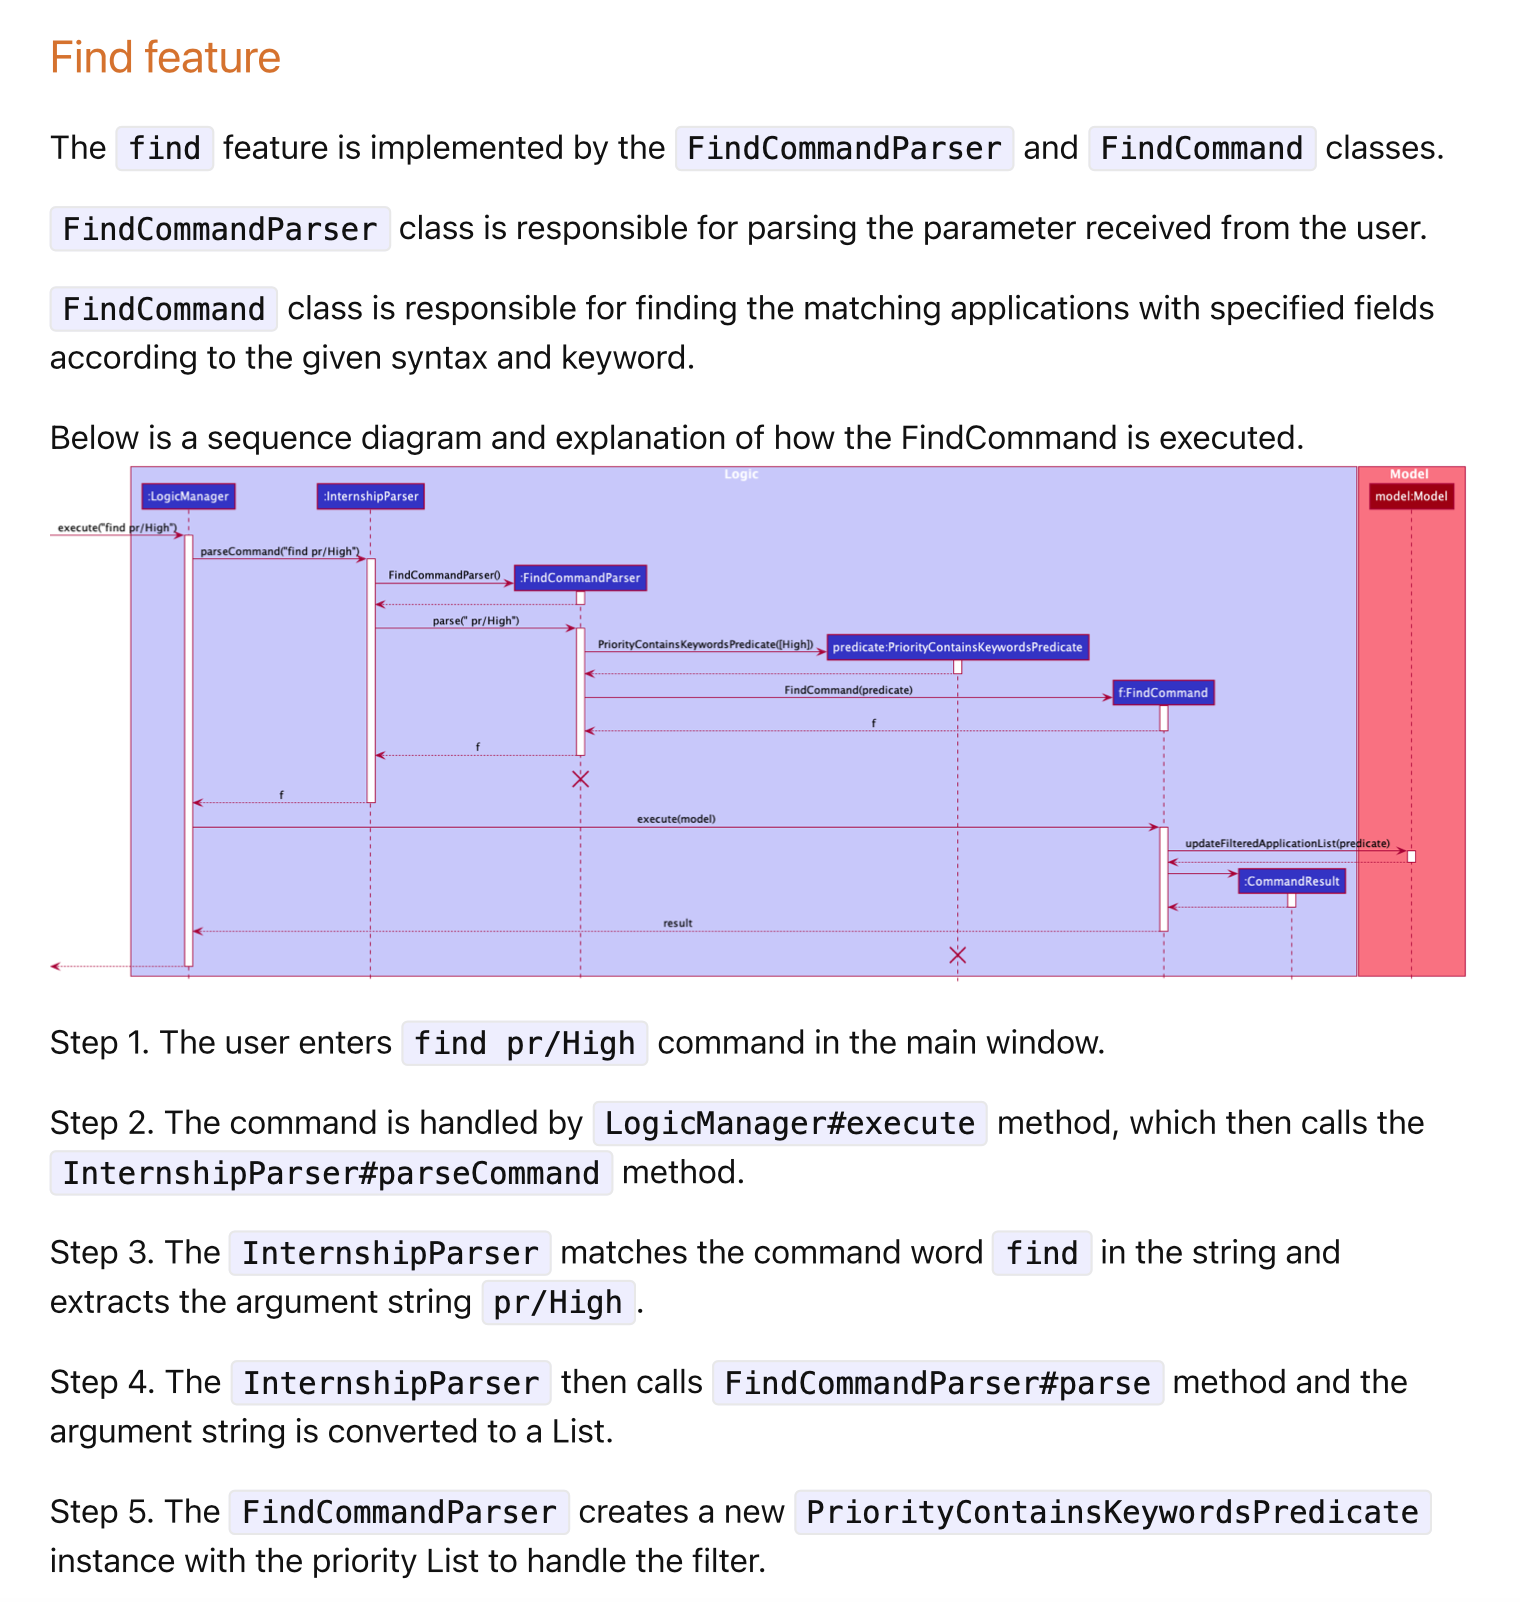 Find feature
The find feature is implemented by the FindCommandParser and FindCommand classes.
FindCommandParser class is responsible for parsing the parameter received from the user.
FindCommand class is responsible for finding the matching applications with specified fields
according to the given syntax and keyword.
Below is a sequence diagram and explanation of how the FindCommand is executed.
Logic
Model
:LogicManager
:InternshipParser
model:Model
execute("find pr/High")
parseCommand("find pr/High")
FindCommandParser()
:FindCommandParser
parse(" pr/High")
PriorityContainsKeywordsPredicate([High])
predicate:PriorityContainsKeywordsPredicate
FindCommand(predicate)
f:FindCommand
f
f
f
execute(model)
updateFilteredApplicationList(predicate)
:CommandResult
result
Step 1. The user enters find pr/High command in the main window.
Step 2. The command is handled by LogicManager#execute method, which then calls the
InternshipParser#parseCommand method.
Step 3. The InternshipParser matches the command word find in the string and
extracts the argument string pr/High.
Step 4. The InternshipParser then calls FindCommandParser#parse method and the
argument string is converted to a List.
Step 5. The FindCommandParser creates a new PriorityContainsKeywordsPredicate
instance with the priority List to handle the filter.